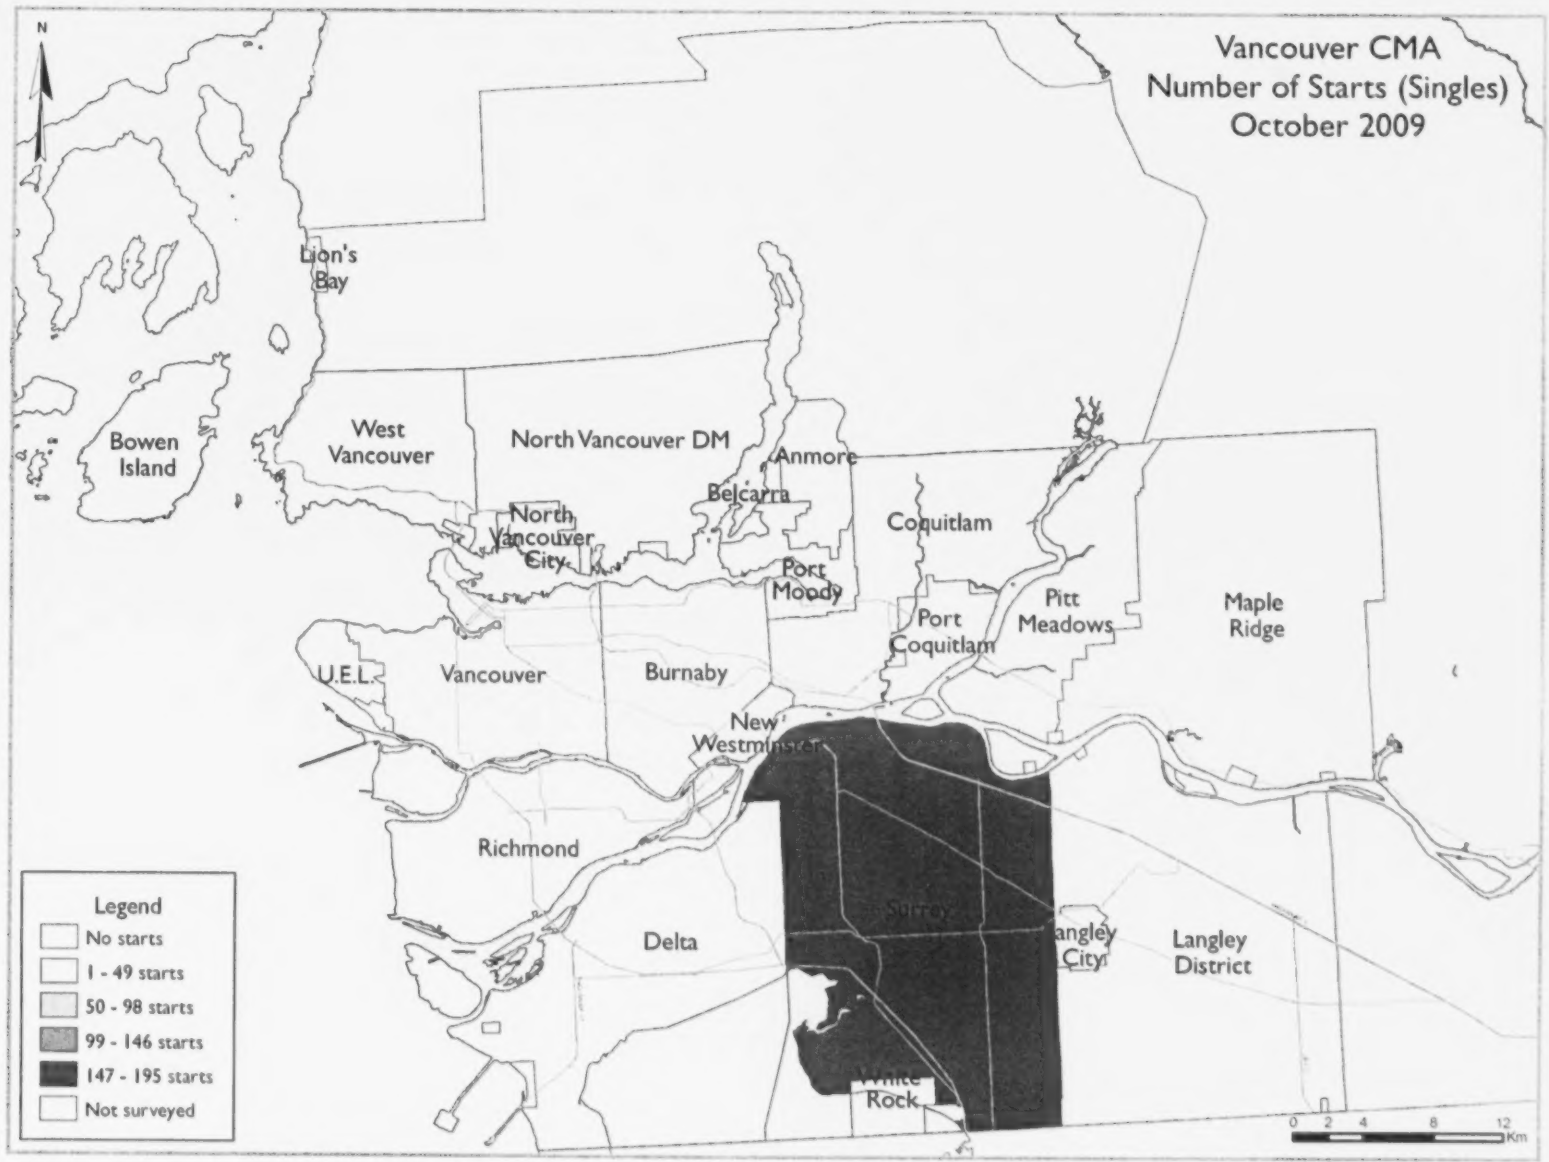 N
Vancouver CMA
Number of Starts (Singles)
October 2009
Lion's
Bay
West
Vancouver
North Vancouver DM
Anmore
Bowen
Island
Belcarra
North
Vancouver
City
Coquitlam
Port
Moody
Port
Coquitlam
Pitt
Meadows
Maple
Ridge
U.E.L.
Vancouver
Burnaby
New
Westminster
Richmond
Surrey
Delta
angley
City
Langley
District
White
Rock
Legend
No starts
1 - 49 starts
50 - 98 starts
99 - 146 starts
147 - 195 starts
Not surveyed
0 2 4 8 12
Km